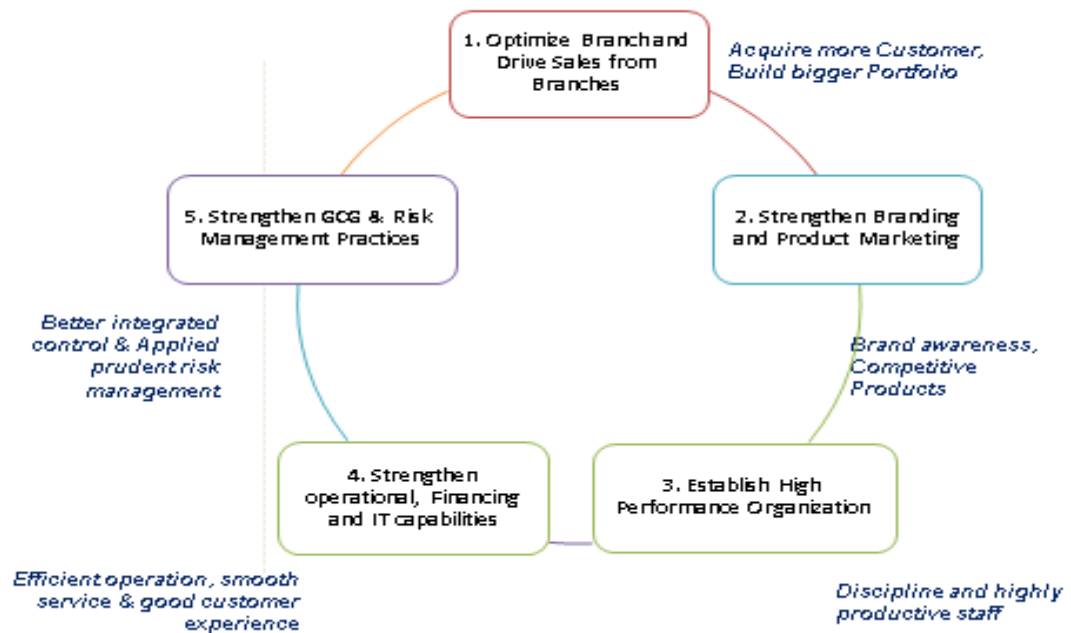 1. Optimize Branch and
Drive Sales from
Branches
Acquire more Customer,
Build bigger Portfolio
2. Strengthen Branding
and Product Marketing
Brand awareness,
Competitive
Products
3. Establish High
Performance Organization
Discipline and highly
productive staff
4. Strengthen
operational, Financing
and IT capabilities
Efficient operation, smooth
service & good customer
experience
5. Strengthen GCG & Risk
Management Practices
Better integrated
control & Applied
prudent risk
management